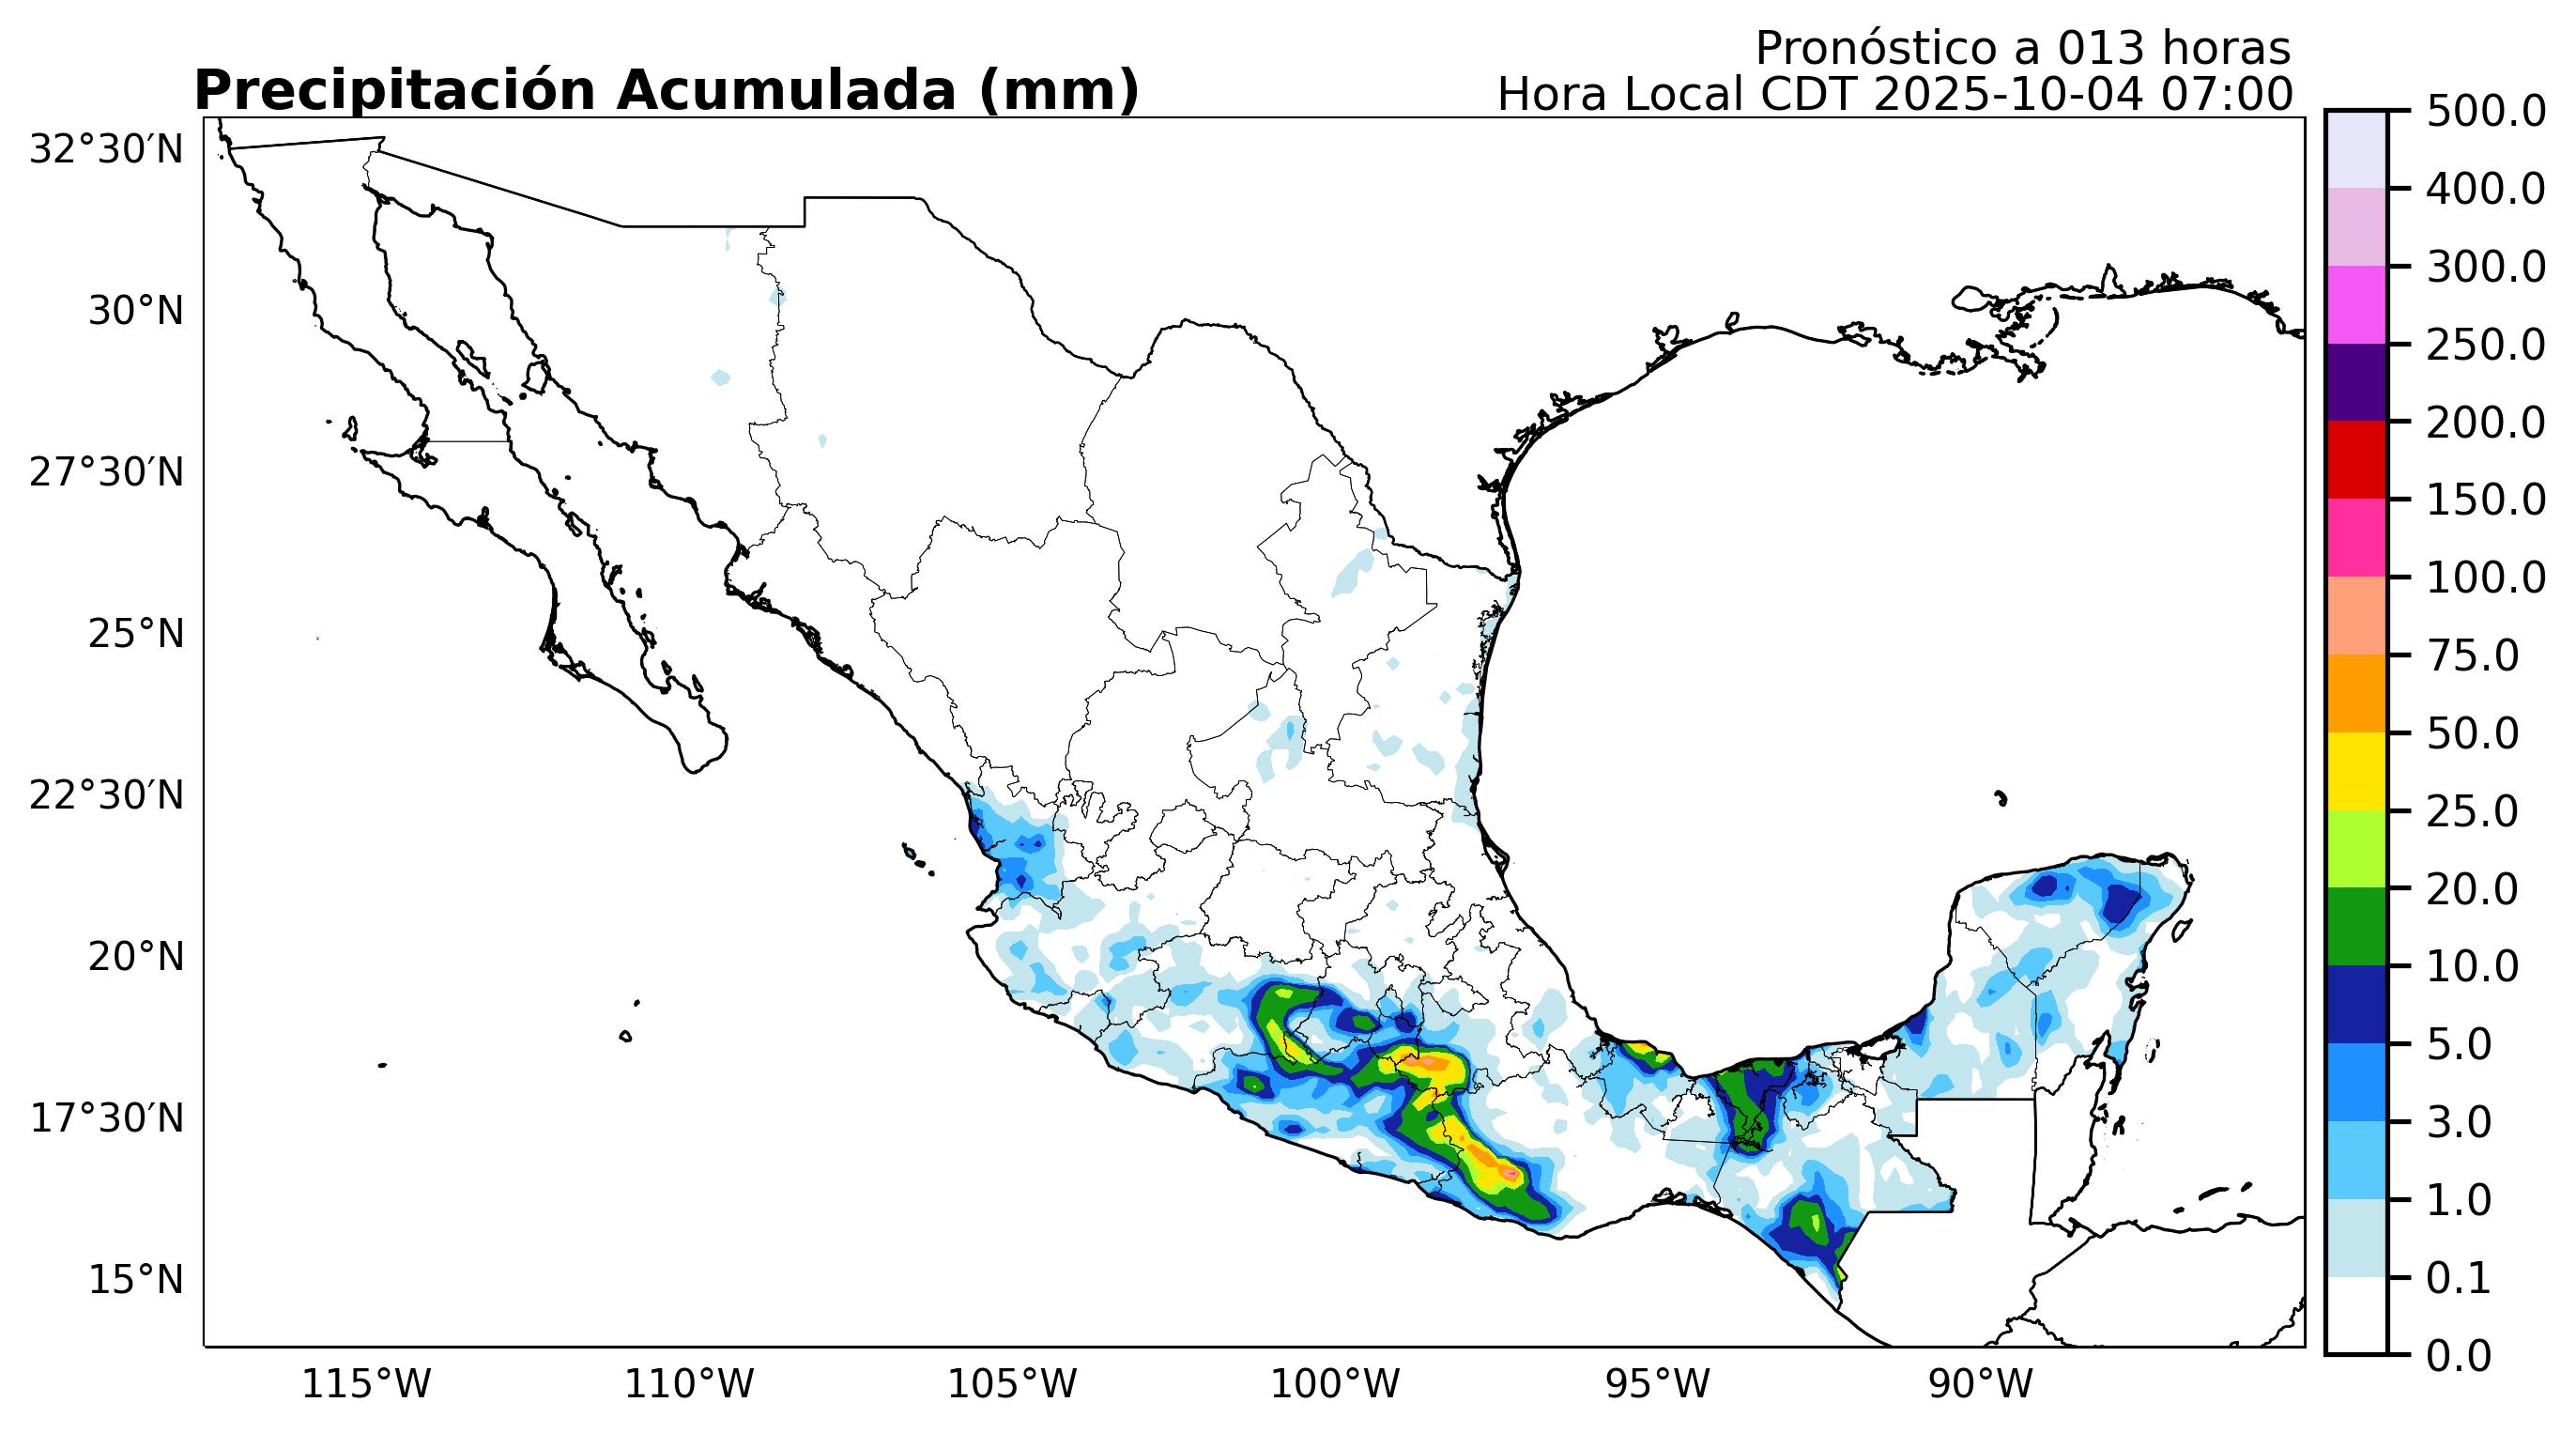 Pronóstico a 013 horas
Precipitación Acumulada (mm)
Hora Local CDT 2025-10-04 07:00
32°30′N
30°N
27°30′N
25°N
22°30′N
20°N
17°30′N
15°N
115°W
110°W
105°W
100°W
95°W
90°W
500.0
400.0
300.0
250.0
200.0
150.0
100.0
75.0
50.0
25.0
20.0
10.0
5.0
3.0
1.0
0.1
0.0